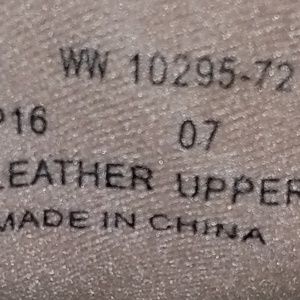 WW 10295-72
P16 07
LEATHER UPPER
MADE IN CHINA